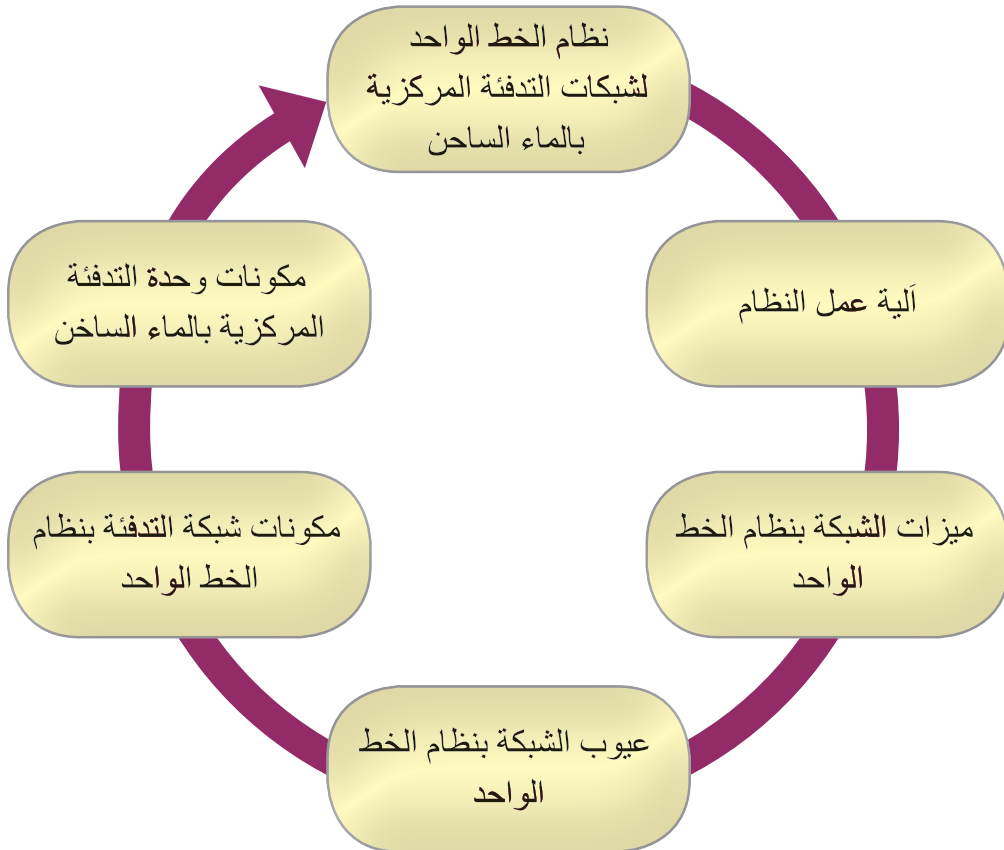 نظام الخط الواحد
لشبكات التدفئة المركزية
بالماء الساحن
آلية عمل النظام
ميزات الشبكة بنظام الخط
الواحد
عيوب الشبكة بنظام الخط
الواحد
مكونات شبكة التدفئة بنظام
الخط الواحد
مكونات وحدة التدفئة
المركزية بالماء الساخن